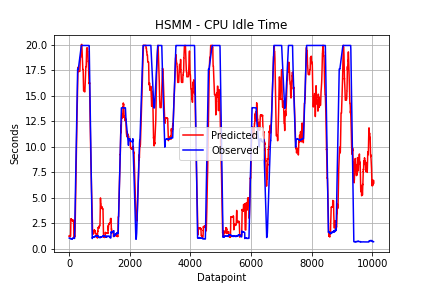 HSMM - CPU Idle Time
20.0
17.5
15.0
12.5
10.0
7.5
5.0
2.5
0.0
Seconds
Predicted
Observed
0 2000 4000 6000 8000 10000
Datapoint